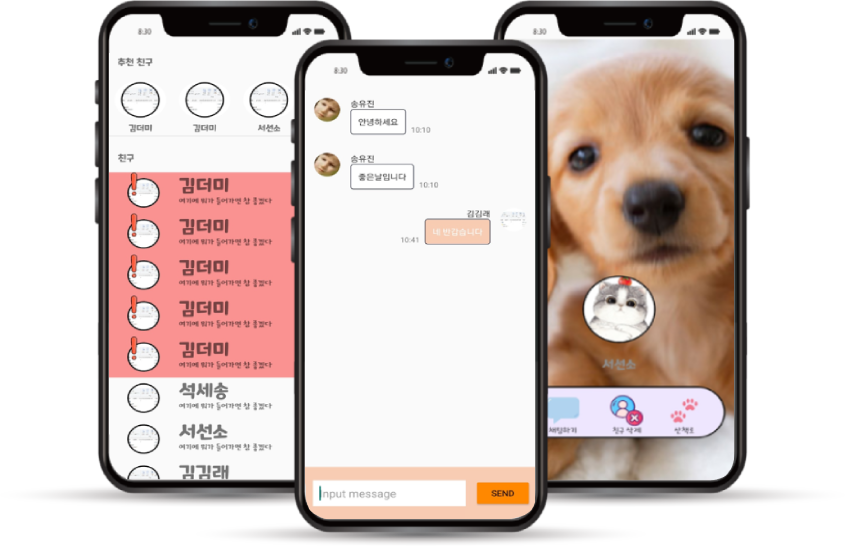 8:30
추천 친구
김더미
김더미
서선소
친구
김더미
여기에 뭐가 들어가면 참 좋겠다
김더미
여기에 뭐가 들어가면 참 좋겠다
김더미
여기에 뭐가 들어가면 참 좋겠다
김더미
여기에 뭐가 들어가면 참 좋겠다
김더미
여기에 뭐가 들어가면 참 좋겠다
석세송
여기에 뭐가 들어가면 참 좋겠다
서선소
여기에 뭐가 들어가면 참 좋겠다
김김래
8:30
송유진
안녕하세요
10:10
송유진
좋은날입니다
10:10
김김래
10:41
네 반갑습니다
Input message
SEND
8:30
서선소
채팅하기
친구 삭제
산책로